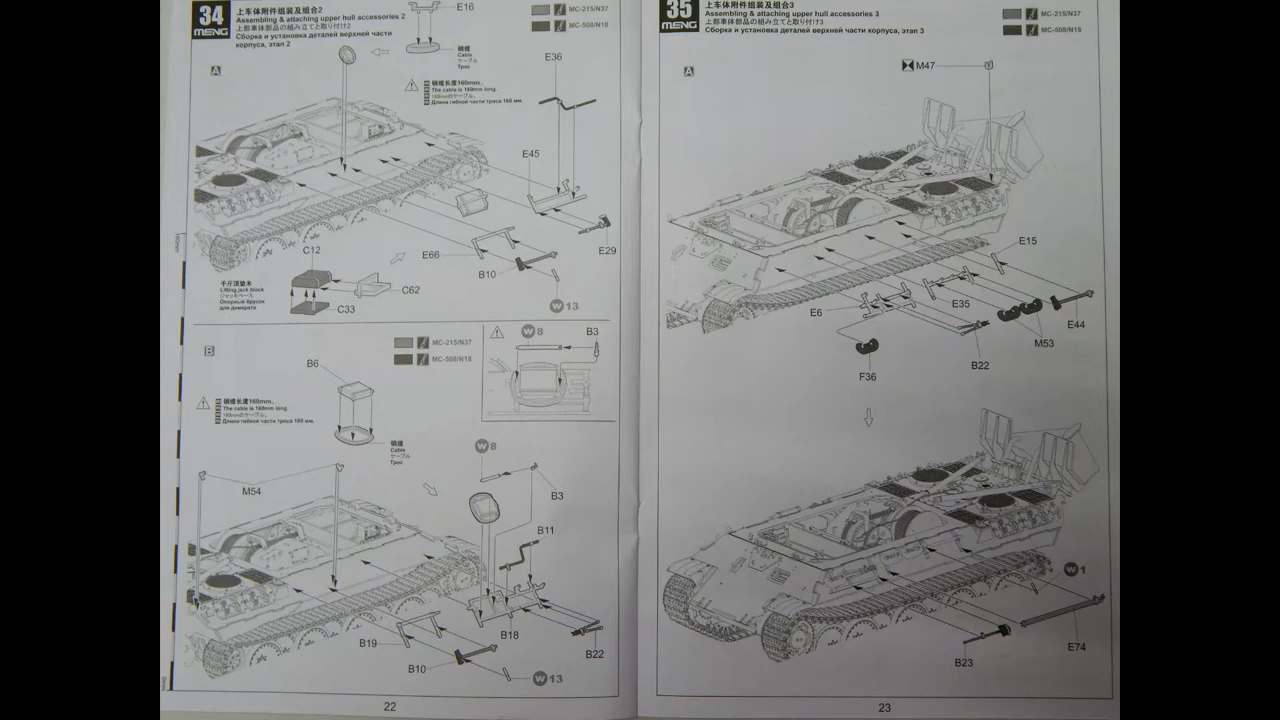 34
MENG
上车体附件组装及组合2
Assembling & attaching upper hull accessories 2
上部車体部品の組み立てと取り付け2
Сборка и установка деталей верхней части
корпуса, этап 2
MC-215/N37
MC-508/N18
E16
钢缆
Cable
ケーブル
Трос
A
钢缆长度160mm。
The cable is 160mm long.
160mmのケーブル。
Длина гибкой части троса 160 мм.
E36
E45
E29
E66
B10
W13
C12
千斤顶垫木
Lifting jack block
ジャッキベース
Опорный брусок
для домкрата
C62
C33
B
MC-215/N37
MC-508/N18
W8
B3
B6
钢缆长度160mm。
The cable is 160mm long.
160mmのケーブル。
Длина гибкой части троса 160 мм.
钢缆
Cable
ケーブル
Трос
W8
M54
B3
B11
B19
B18
B10
B22
W13
22
35
MENG
上车体附件组装及组合3
Assembling & attaching upper hull accessories 3
上部車体部品の組み立てと取り付け3
Сборка и установка деталей верхней части корпуса, этап 3
MC-215/N37
MC-508/N18
A
M47
E15
E6
E35
E44
M53
B22
F36
W1
E74
B23
23